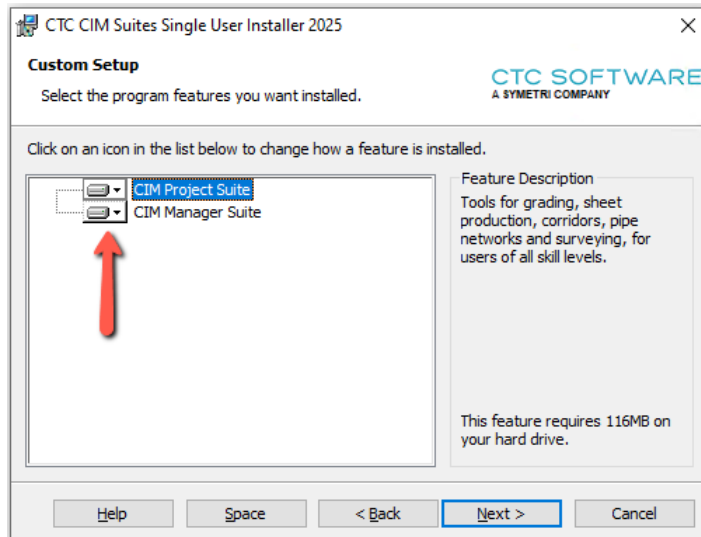 CTC CIM Suites Single User Installer 2025
Custom Setup
Select the program features you want installed.
CTC SOFTWARE
A SYMETRI COMPANY
Click on an icon in the list below to change how a feature is installed.
CIM Project Suite
CIM Manager Suite
Feature Description
Tools for grading, sheet
production, corridors, pipe
networks and surveying, for
users of all skill levels.
This feature requires 116MB on
your hard drive.
Help Space < Back Next > Cancel